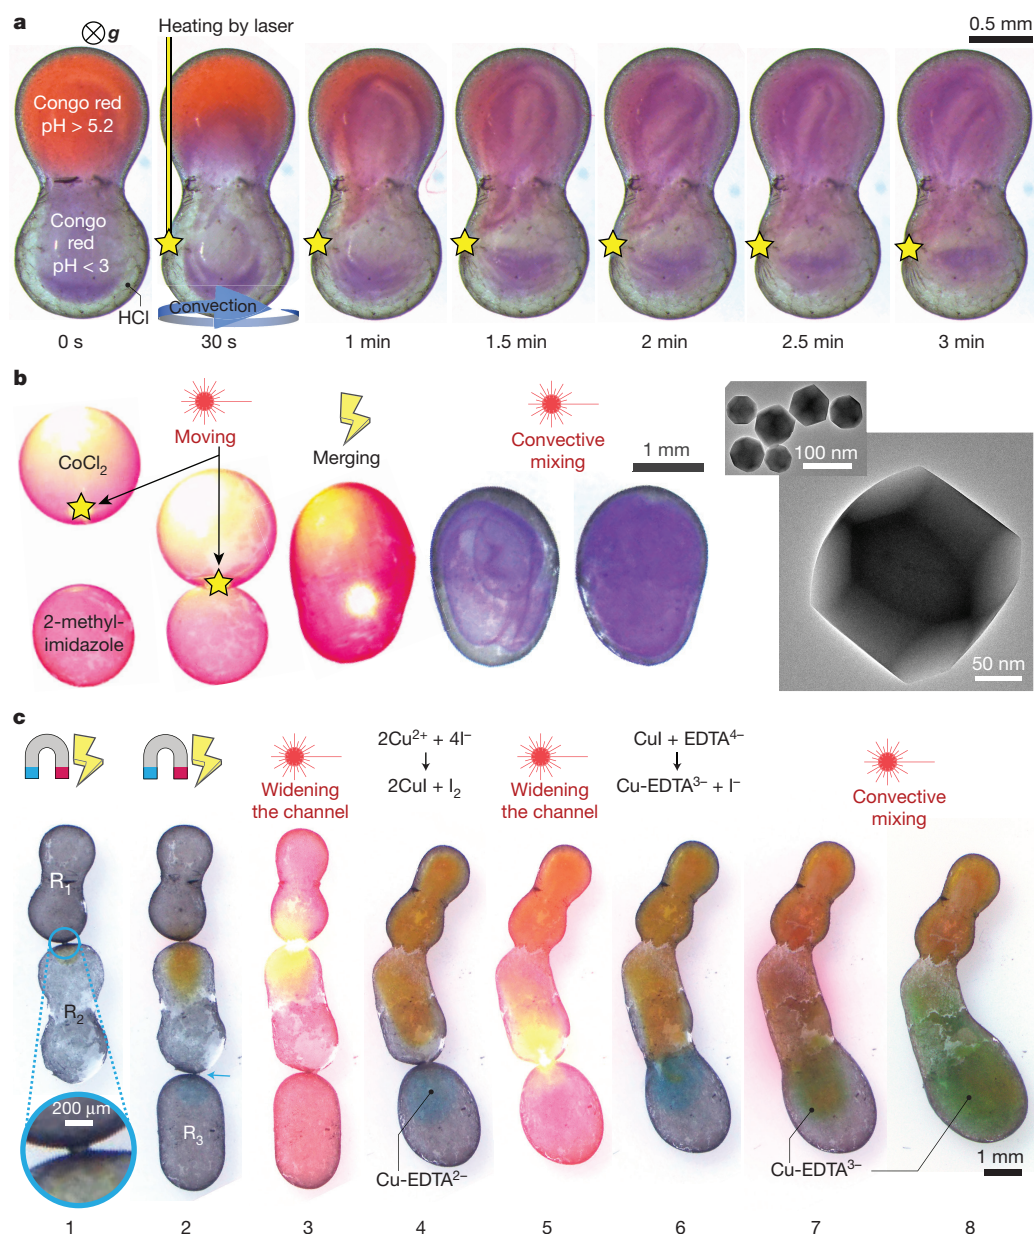 a
g
Heating by laser
0.5 mm
Congo red
pH > 5.2
Congo
red
pH < 3
HCl
Convection
0 s
30 s
1 min
1.5 min
2 min
2.5 min
3 min
b
CoCl2
Moving
Merging
Convective
mixing
1 mm
100 nm
2-methyl-
imidazole
50 nm
c
Widening
the channel
2Cu²⁺ + 4I⁻
2CuI + I₂
Widening
the channel
CuI + EDTA⁴⁻
Cu-EDTA³⁻ + I⁻
Convective
mixing
R₁
R₂
200 μm
R₃
Cu-EDTA²⁻
Cu-EDTA³⁻
1 mm
1
2
3
4
5
6
7
8